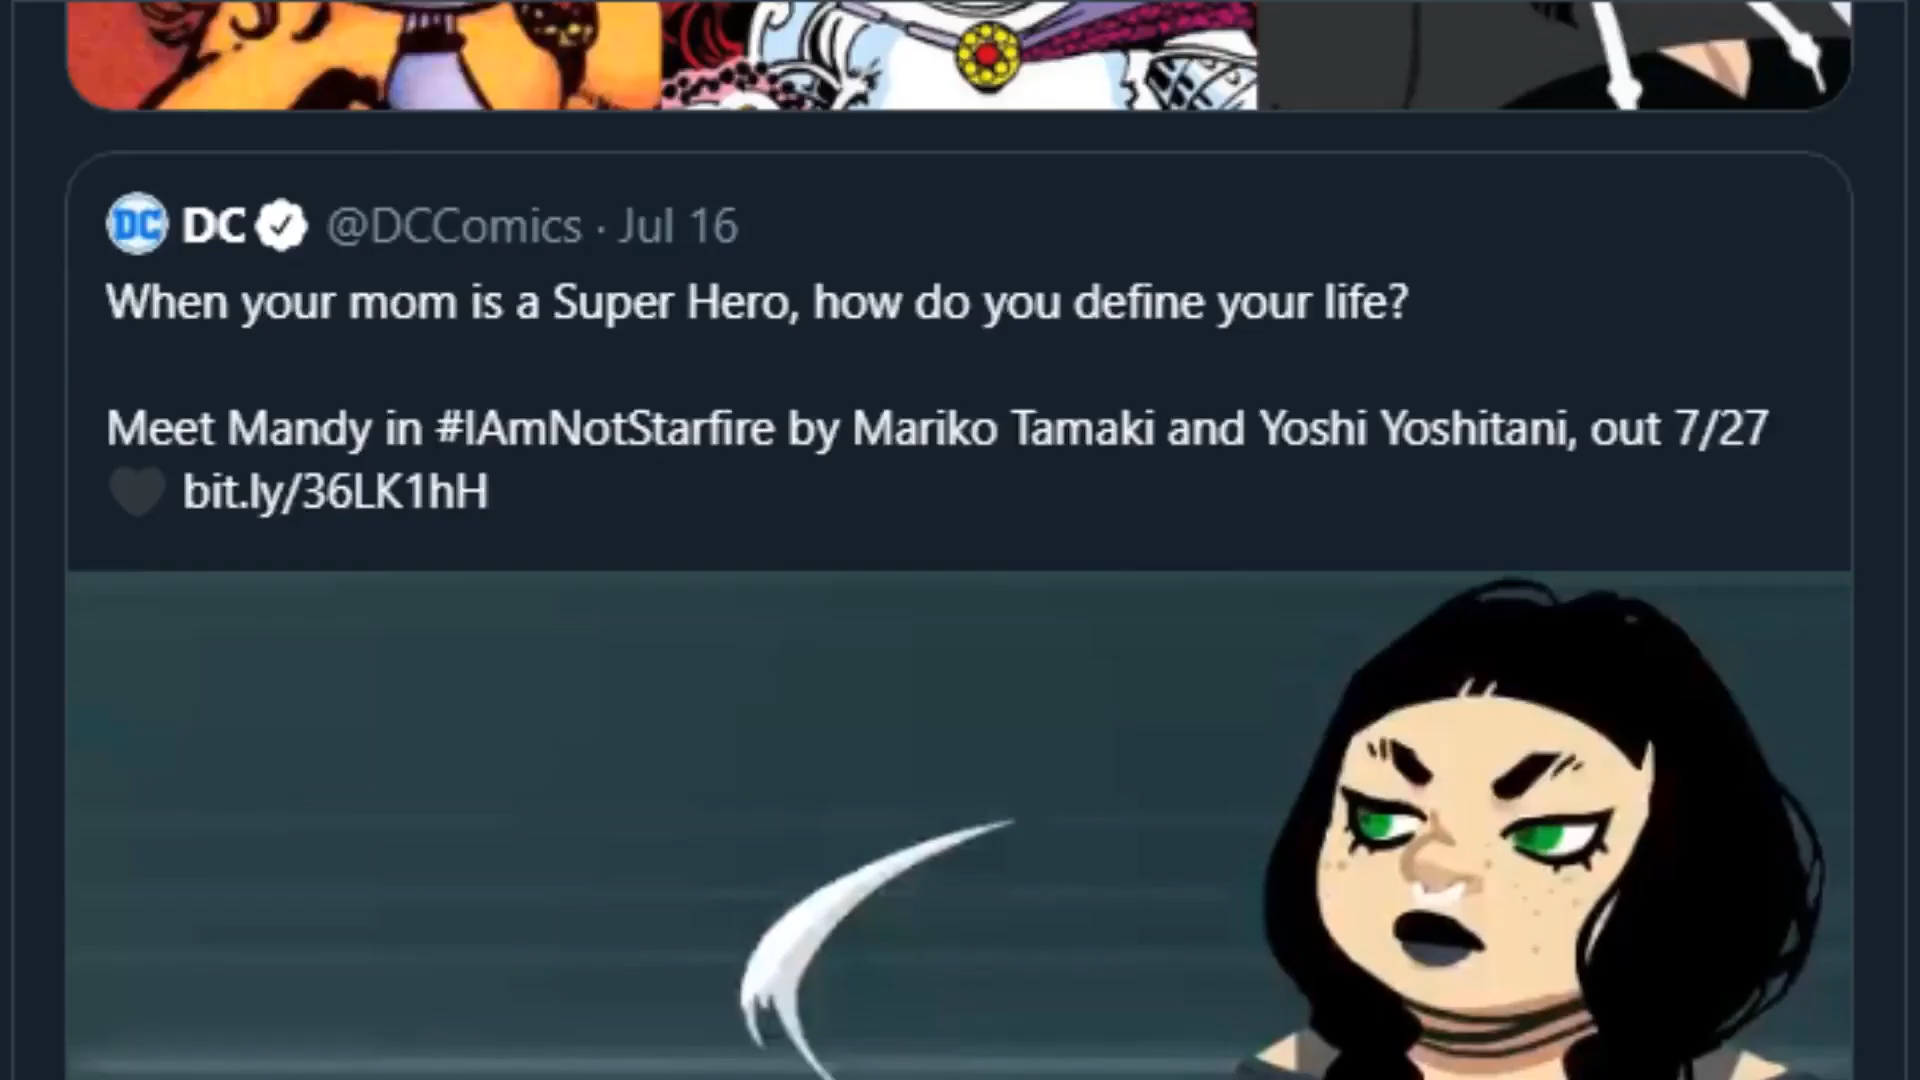 DC DC @DCComics · Jul 16
When your mom is a Super Hero, how do you define your life?
Meet Mandy in #IAmNotStarfire by Mariko Tamaki and Yoshi Yoshitani, out 7/27
🖤 bit.ly/36LK1hH